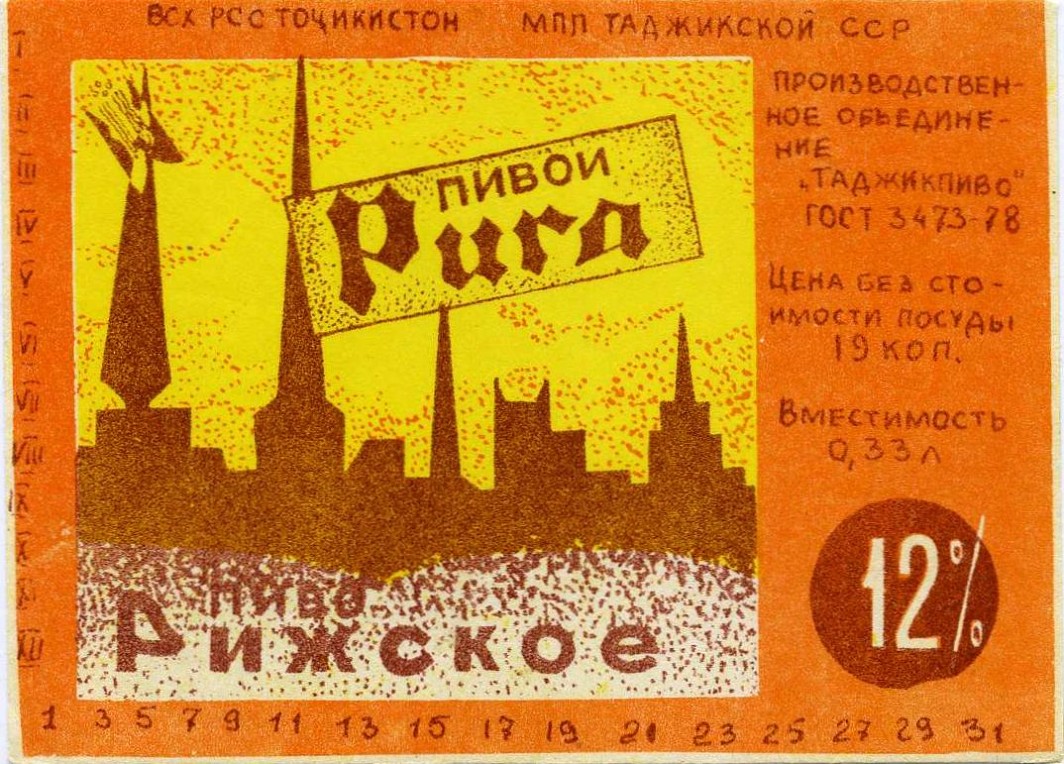 ВСХ РСС ТОҶИКИСТОН МПП ТАДЖИКСКОЙ ССР
I
II
III
IV
V
VI
VII
VIII
IX
X
XI
XII
ПИВОИ
Рига
ПИВО
Рижское
ПРОИЗВОДСТВЕН-
НОЕ ОБЪЕДИНЕ-
НИЕ
„ТАДЖИКПИВО"
ГОСТ 3473-78
ЦЕНА БЕЗ СТО-
ИМОСТИ ПОСУДЫ
19 КОП.
ВМЕСТИМОСТЬ
0,33 Л
12%
1 3 5 7 9 11 13 15 17 19 21 23 25 27 29 31